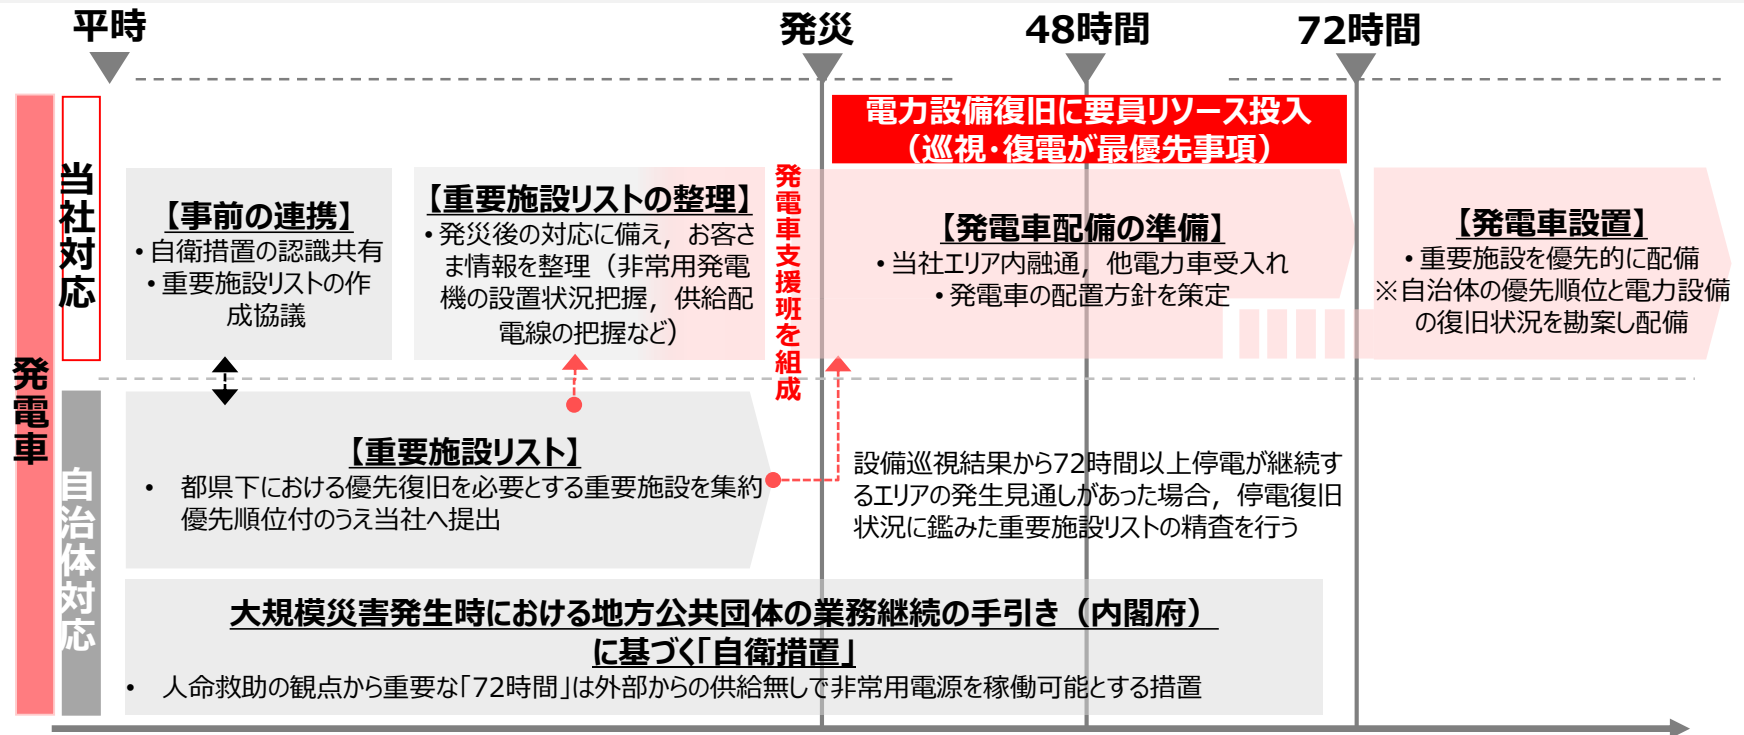 平時
発災
48時間
72時間
発電車
当社対応
電力設備復旧に要員リソース投入
（巡視・復電が最優先事項）
【事前の連携】
• 自衛措置の認識共有
• 重要施設リストの作
成協議
【重要施設リストの整理】
• 発災後の対応に備え，お客さ
ま情報を整理（非常用発電
機の設置状況把握，供給配
電線の把握など）
発電車支援班を組成
【発電車配備の準備】
• 当社エリア内融通，他電力車受入れ
• 発電車の配置方針を策定
【発電車設置】
• 重要施設を優先的に配備
※自治体の優先順位と電力設備
の復旧状況を勘案し配備
自治体対応
【重要施設リスト】
• 都県下における優先復旧を必要とする重要施設を集約
優先順位付のうえ当社へ提出
設備巡視結果から72時間以上停電が継続す
るエリアの発生見通しがあった場合，停電復旧
状況に鑑みた重要施設リストの精査を行う
大規模災害発生時における地方公共団体の業務継続の手引き（内閣府）
に基づく「自衛措置」
• 人命救助の観点から重要な「72時間」は外部からの供給無しで非常用電源を稼働可能とする措置